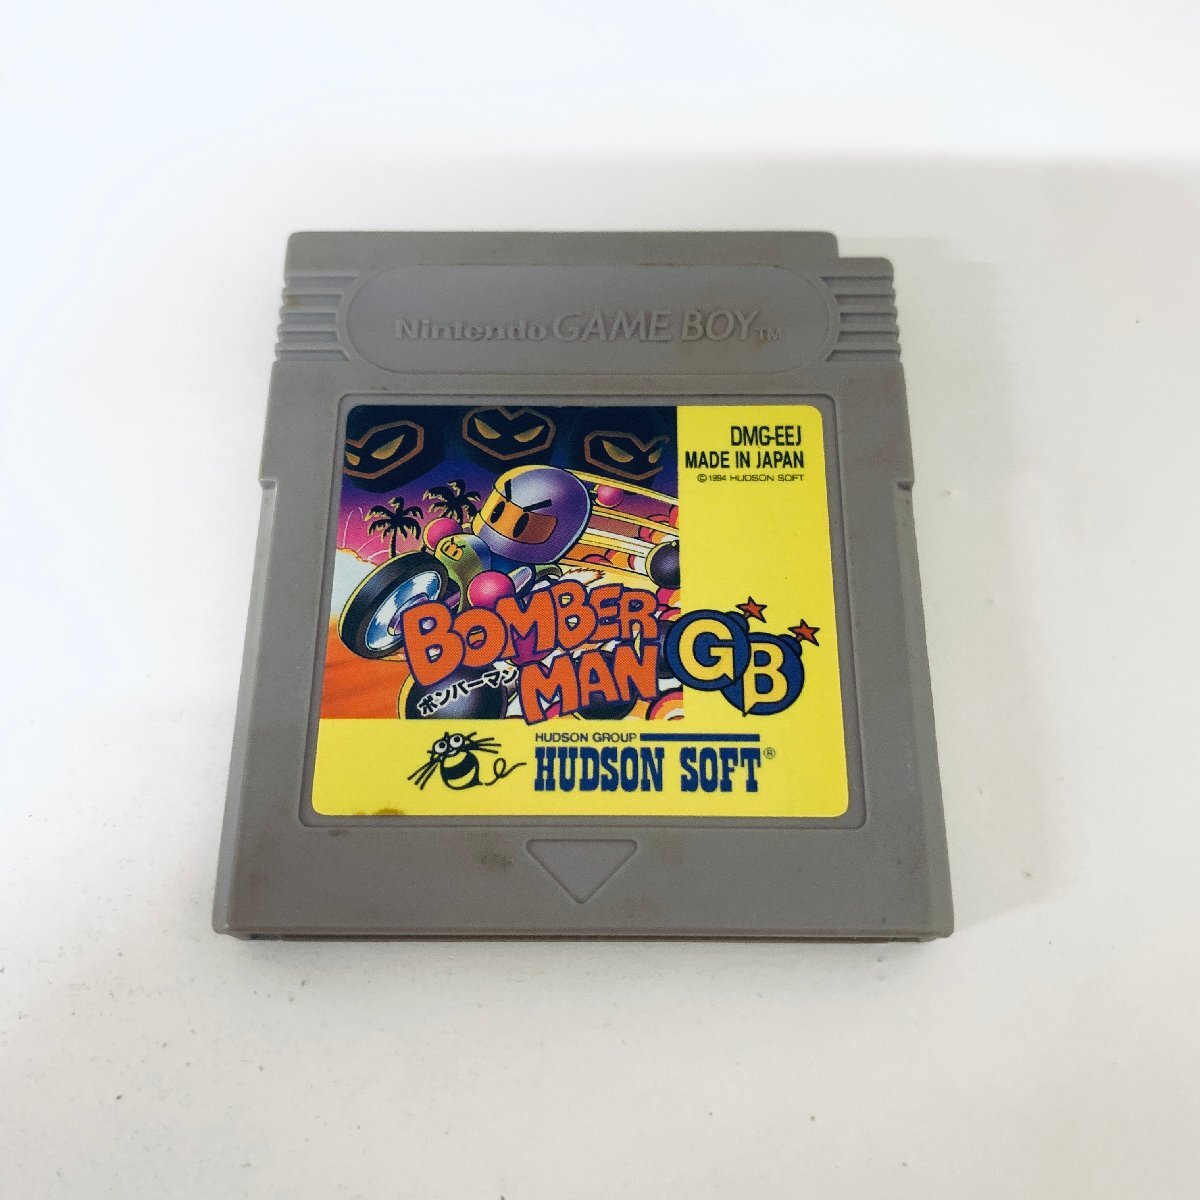 Nintendo GAME BOY™
DMG-EEJ
MADE IN JAPAN
©1994 HUDSON SOFT
B
BOMBER
MAN
ボンバーマン
GB
HUDSON GROUP
HUDSON SOFT®